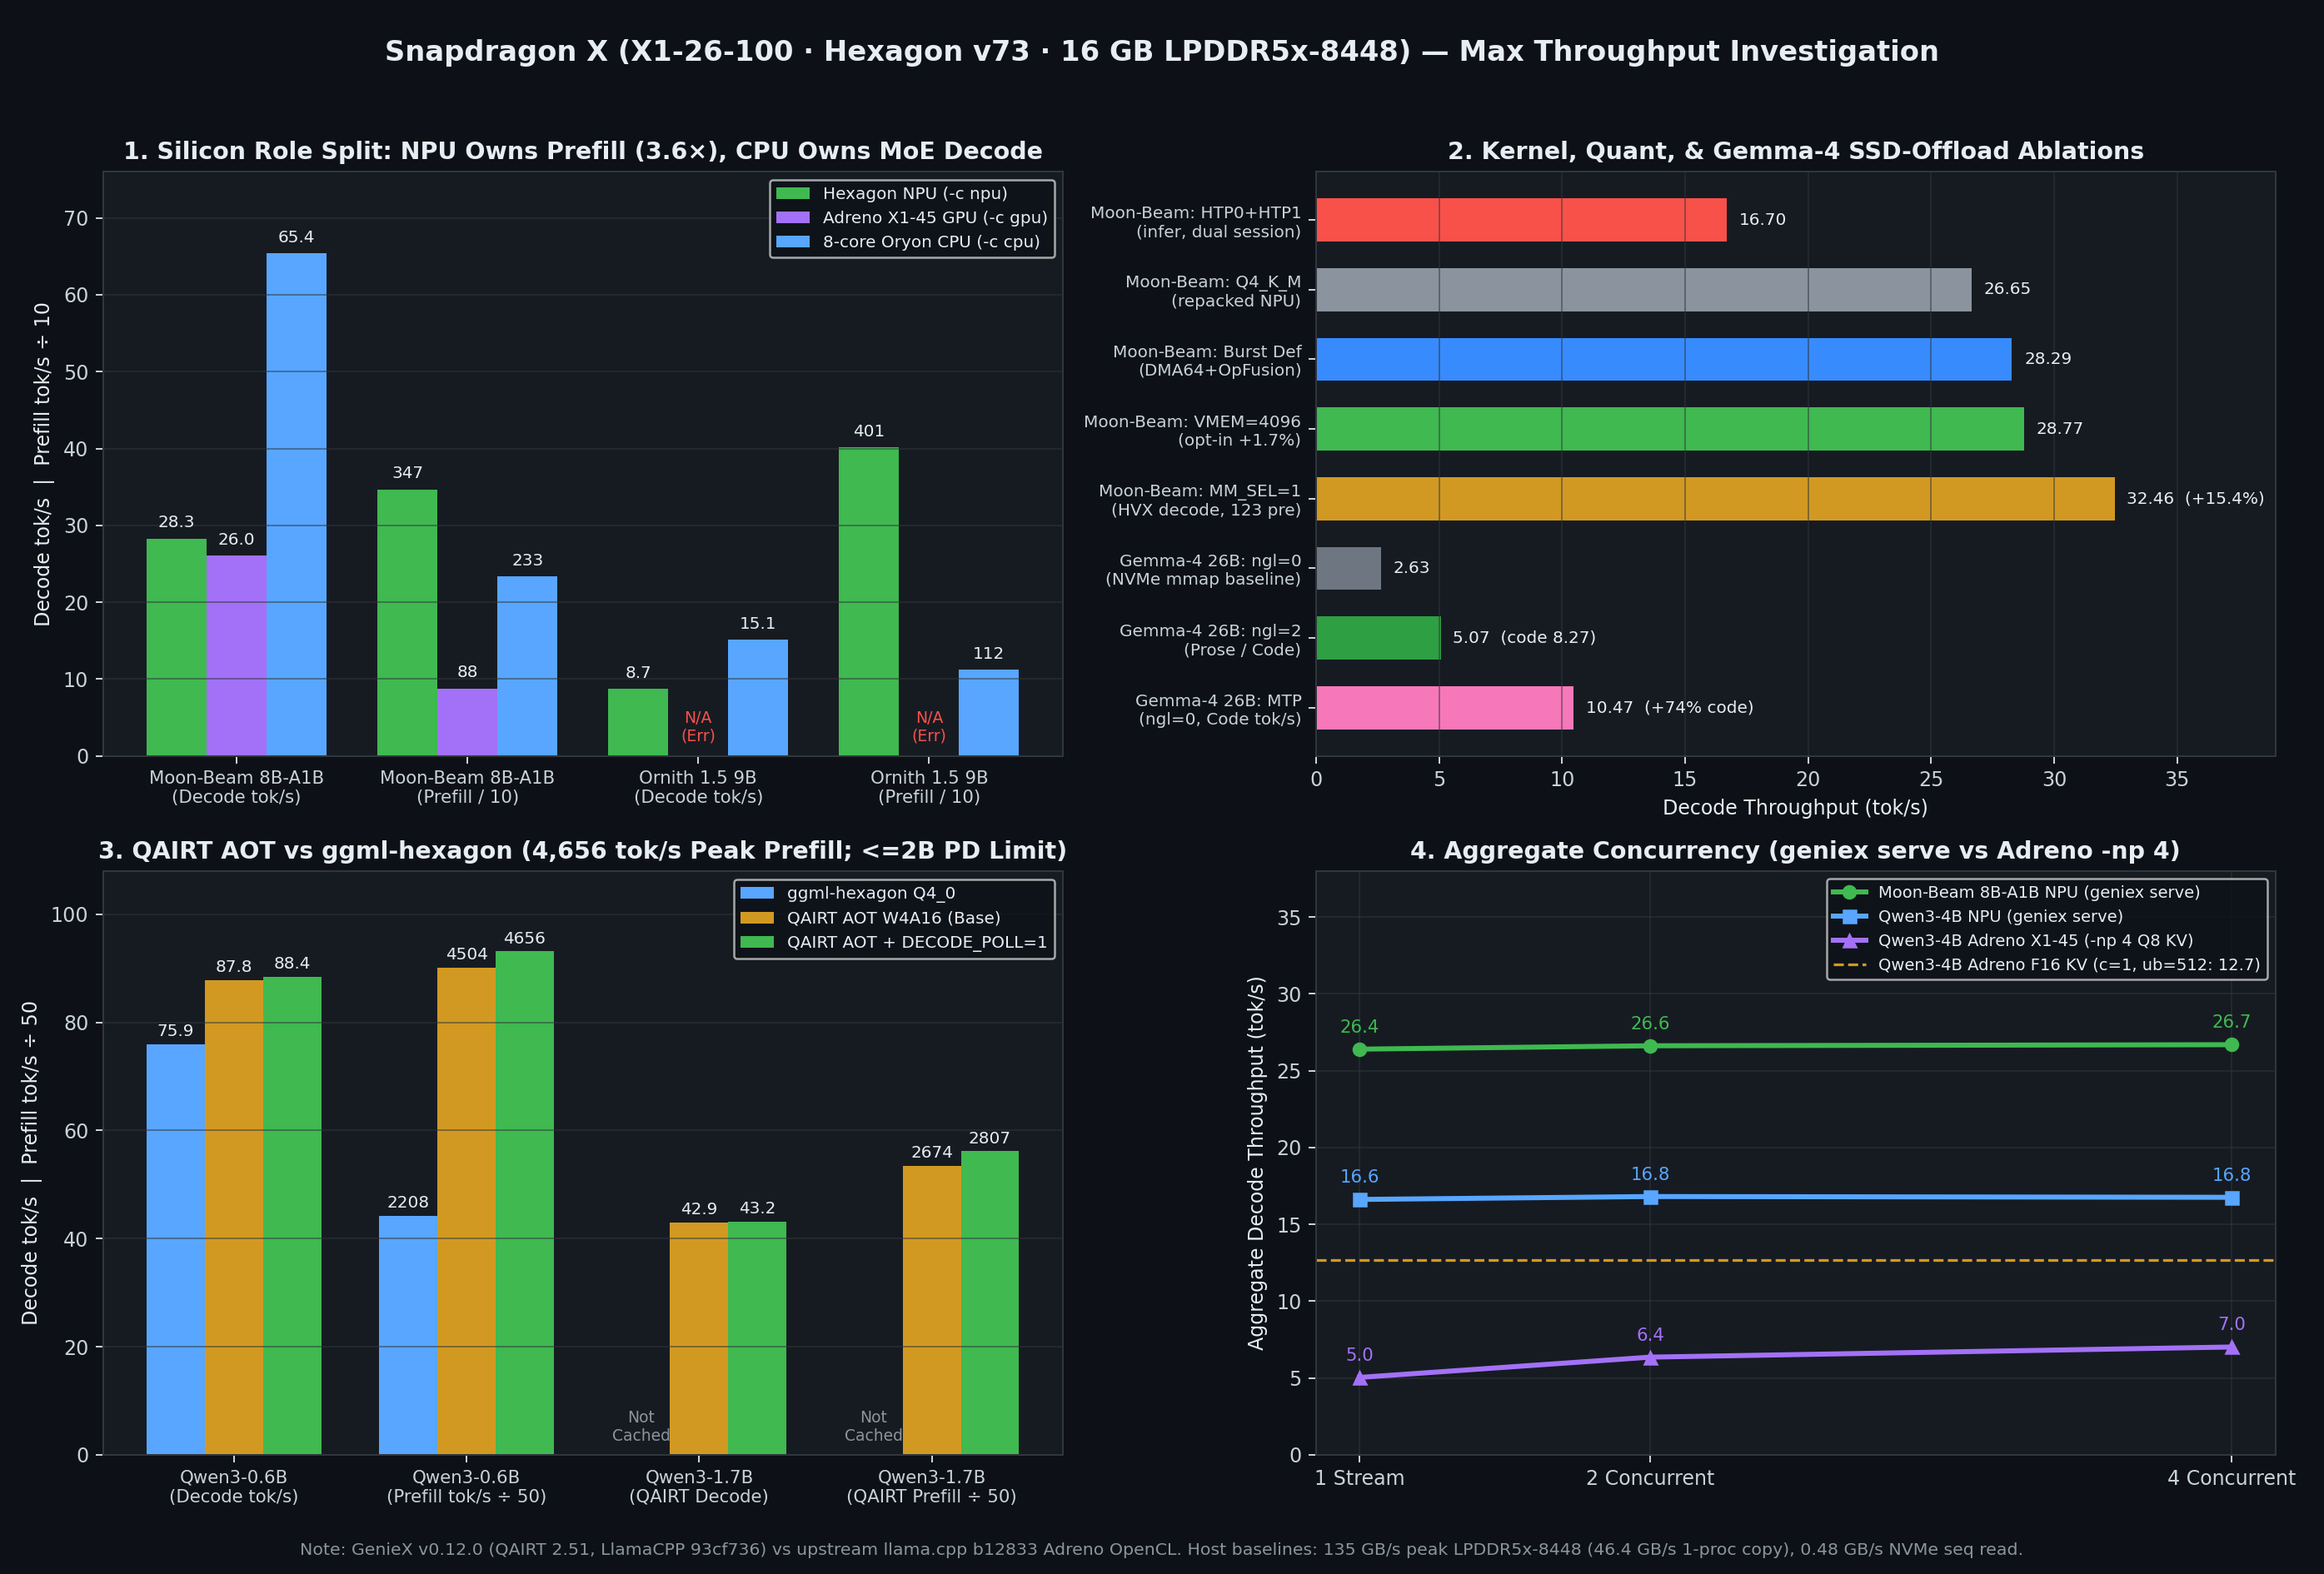 Snapdragon X (X1-26-100 · Hexagon v73 · 16 GB LPDDR5x-8448) — Max Throughput Investigation
1. Silicon Role Split: NPU Owns Prefill (3.6×), CPU Owns MoE Decode
Decode tok/s | Prefill tok/s ÷ 10
70
60
50
40
30
20
10
0
Hexagon NPU (-c npu)
Adreno X1-45 GPU (-c gpu)
8-core Oryon CPU (-c cpu)
28.3
26.0
65.4
347
88
233
8.7
N/A
(Err)
15.1
401
N/A
(Err)
112
Moon-Beam 8B-A1B
(Decode tok/s)
Moon-Beam 8B-A1B
(Prefill / 10)
Ornith 1.5 9B
(Decode tok/s)
Ornith 1.5 9B
(Prefill / 10)
2. Kernel, Quant, & Gemma-4 SSD-Offload Ablations
Moon-Beam: HTP0+HTP1
(infer, dual session)
16.70
Moon-Beam: Q4_K_M
(repacked NPU)
26.65
Moon-Beam: Burst Def
(DMA64+OpFusion)
28.29
Moon-Beam: VMEM=4096
(opt-in +1.7%)
28.77
Moon-Beam: MM_SEL=1
(HVX decode, 123 pre)
32.46 (+15.4%)
Gemma-4 26B: ngl=0
(NVMe mmap baseline)
2.63
Gemma-4 26B: ngl=2
(Prose / Code)
5.07 (code 8.27)
Gemma-4 26B: MTP
(ngl=0, Code tok/s)
10.47 (+74% code)
0
5
10
15
20
25
30
35
Decode Throughput (tok/s)
3. QAIRT AOT vs ggml-hexagon (4,656 tok/s Peak Prefill; <=2B PD Limit)
Decode tok/s | Prefill tok/s ÷ 50
100
80
60
40
20
0
ggml-hexagon Q4_0
QAIRT AOT W4A16 (Base)
QAIRT AOT + DECODE_POLL=1
75.9
87.8
88.4
2208
4504
4656
Not
Cached
42.9
43.2
Not
Cached
2674
2807
Qwen3-0.6B
(Decode tok/s)
Qwen3-0.6B
(Prefill tok/s ÷ 50)
Qwen3-1.7B
(QAIRT Decode)
Qwen3-1.7B
(QAIRT Prefill ÷ 50)
4. Aggregate Concurrency (geniex serve vs Adreno -np 4)
Aggregate Decode Throughput (tok/s)
35
30
25
20
15
10
5
0
Moon-Beam 8B-A1B NPU (geniex serve)
Qwen3-4B NPU (geniex serve)
Qwen3-4B Adreno X1-45 (-np 4 Q8 KV)
Qwen3-4B Adreno F16 KV (c=1, ub=512: 12.7)
26.4
26.6
26.7
16.6
16.8
16.8
5.0
6.4
7.0
1 Stream
2 Concurrent
4 Concurrent
Note: GenieX v0.12.0 (QAIRT 2.51, LlamaCPP 93cf736) vs upstream llama.cpp b12833 Adreno OpenCL. Host baselines: 135 GB/s peak LPDDR5x-8448 (46.4 GB/s 1-proc copy), 0.48 GB/s NVMe seq read.